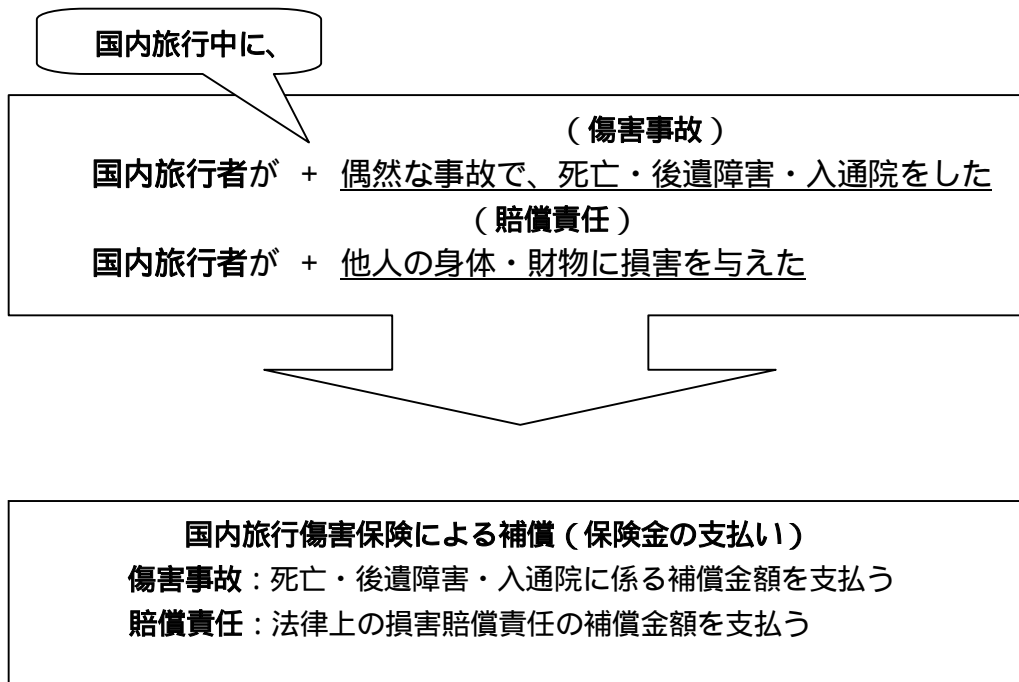 国内旅行中に、
（傷害事故）
国内旅行者が + 偶然な事故で、死亡・後遺障害・入通院をした
（賠償責任）
国内旅行者が + 他人の身体・財物に損害を与えた
国内旅行傷害保険による補償（保険金の支払い）
傷害事故：死亡・後遺障害・入通院に係る補償金額を支払う
賠償責任：法律上の損害賠償責任の補償金額を支払う